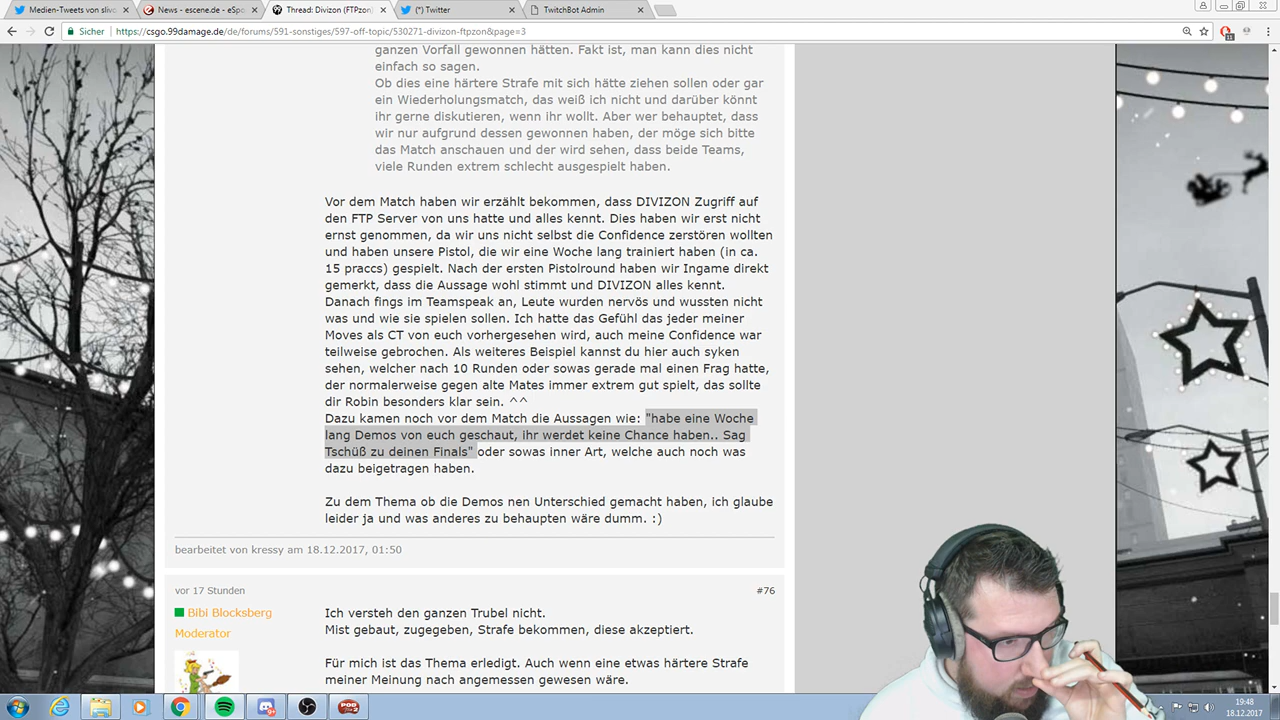 Medien-Tweets von slivo
News - escene.de - eSpo
Thread: Divizon (FTPzon)
(*) Twitter
TwitchBot Admin
Sicher
https://csgo.99damage.de/de/forums/591-sonstiges/597-off-topic/530271-divizon-ftpzon&page=3
ganzen Vorfall gewonnen hätten. Fakt ist, man kann dies nicht
einfach so sagen.
Ob dies eine härtere Strafe mit sich hätte ziehen sollen oder gar
ein Wiederholungsmatch, das weiß ich nicht und darüber könnt
ihr gerne diskutieren, wenn ihr wollt. Aber wer behauptet, dass
wir nur aufgrund dessen gewonnen haben, der möge sich bitte
das Match anschauen und der wird sehen, dass beide Teams,
viele Runden extrem schlecht ausgespielt haben.
Vor dem Match haben wir erzählt bekommen, dass DIVIZON Zugriff auf
den FTP Server von uns hatte und alles kennt. Dies haben wir erst nicht
ernst genommen, da wir uns nicht selbst die Confidence zerstören wollten
und haben unsere Pistol, die wir eine Woche lang trainiert haben (in ca.
15 praccs) gespielt. Nach der ersten Pistolround haben wir Ingame direkt
gemerkt, dass die Aussage wohl stimmt und DIVIZON alles kennt.
Danach fings im Teamspeak an, Leute wurden nervös und wussten nicht
was und wie sie spielen sollen. Ich hatte das Gefühl das jeder meiner
Moves als CT von euch vorhergesehen wird, auch meine Confidence war
teilweise gebrochen. Als weiteres Beispiel kannst du hier auch syken
sehen, welcher nach 10 Runden oder sowas gerade mal einen Frag hatte,
der normalerweise gegen alte Mates immer extrem gut spielt, das sollte
dir Robin besonders klar sein. ^^
Dazu kamen noch vor dem Match die Aussagen wie: "habe eine Woche
lang Demos von euch geschaut, ihr werdet keine Chance haben.. Sag
Tschüß zu deinen Finals" oder sowas inner Art, welche auch noch was
dazu beigetragen haben.
Zu dem Thema ob die Demos nen Unterschied gemacht haben, ich glaube
leider ja und was anderes zu behaupten wäre dumm. :)
bearbeitet von kressy am 18.12.2017, 01:50
vor 17 Stunden
#76
Bibi Blocksberg
Moderator
Ich versteh den ganzen Trubel nicht.
Mist gebaut, zugegeben, Strafe bekommen, diese akzeptiert.
Für mich ist das Thema erledigt. Auch wenn eine etwas härtere Strafe
meiner Meinung nach angemessen gewesen wäre.
19:48
18.12.2017